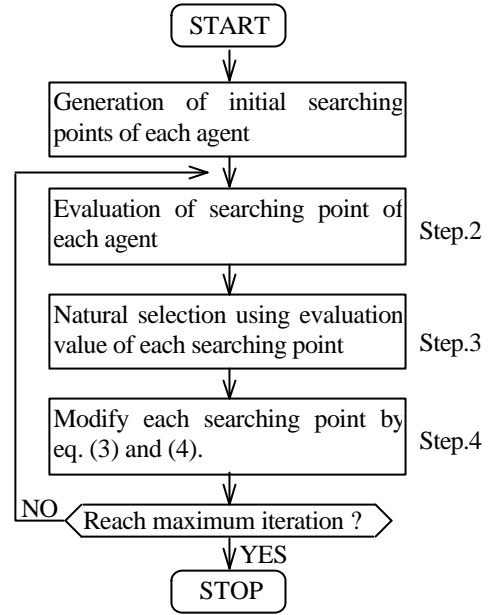 START
Generation of initial searching
points of each agent
Evaluation of searching point of
each agent
Step.2
Natural selection using evaluation
value of each searching point
Step.3
Modify each searching point by
eq. (3) and (4).
Step.4
NO
Reach maximum iteration ?
YES
STOP